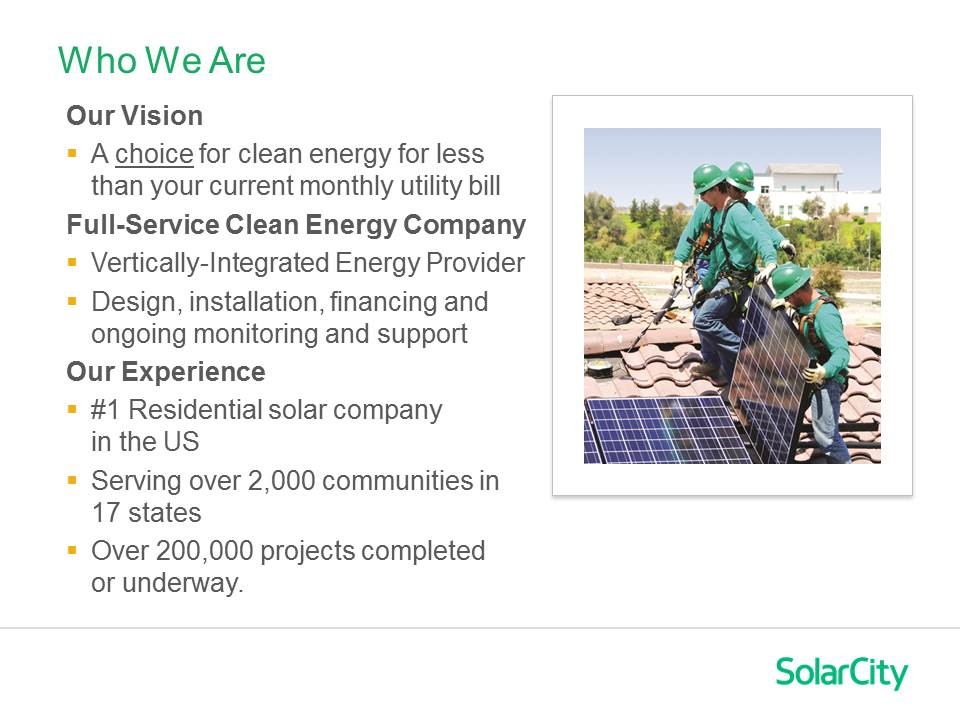 Who We Are
Our Vision
▪ A choice for clean energy for less
than your current monthly utility bill
Full-Service Clean Energy Company
▪ Vertically-Integrated Energy Provider
▪ Design, installation, financing and
ongoing monitoring and support
Our Experience
▪ #1 Residential solar company
in the US
▪ Serving over 2,000 communities in
17 states
▪ Over 200,000 projects completed
or underway.
SolarCity